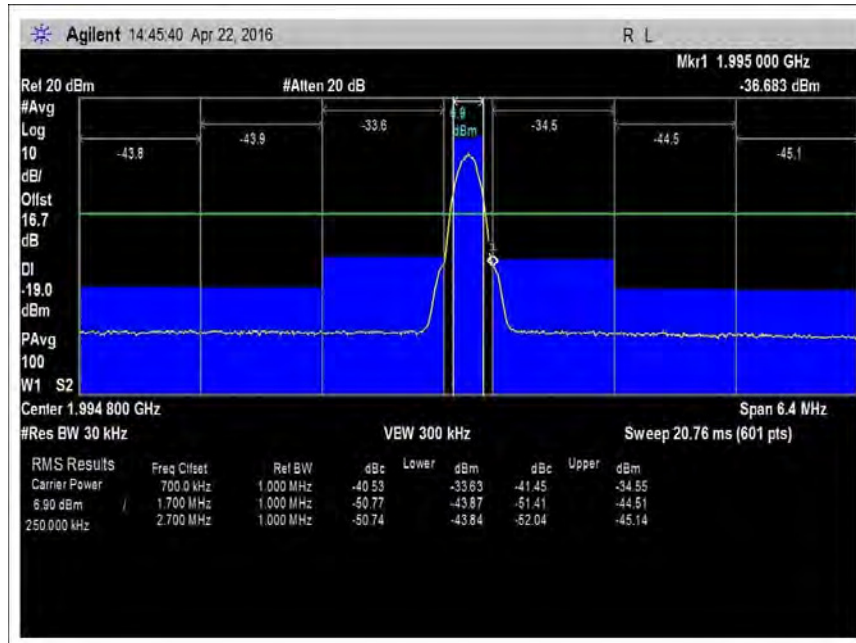 Agilent 14:45:40 Apr 22, 2016 R L
Mkr1 1.995 000 GHz
Ref 20 dBm #Atten 20 dB -36.683 dBm
#Avg
Log
10
dB/
Offst
16.7
dB
DI
-19.0
dBm
PAvg
100
W1 S2
-43.8 -43.9 -33.6 6.9 dBm -34.5 -44.5 -45.1
1
Center 1.994 800 GHz Span 6.4 MHz
#Res BW 30 kHz VBW 300 kHz Sweep 20.76 ms (601 pts)
RMS Results Freq Offset Ref BW dBc Lower dBm dBc Upper dBm
Carrier Power 700.0 kHz 1.000 MHz -40.53 -33.63 -41.45 -34.55
6.90 dBm / 1.700 MHz 1.000 MHz -50.77 -43.87 -51.41 -44.51
250.000 kHz 2.700 MHz 1.000 MHz -50.74 -43.84 -52.04 -45.14